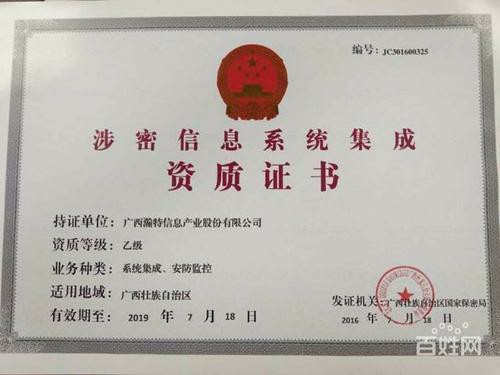 编号：JC301600325
涉密信息系统集成
资质证书
持证单位：广西瀚特信息产业股份有限公司
资质等级：乙级
业务种类：系统集成、安防监控
适用地域：广西壮族自治区
发证机关：广西壮族自治区国家保密局
有效期至：2019 年 7 月 18 日
2016 年 7 月 18 日
百姓网